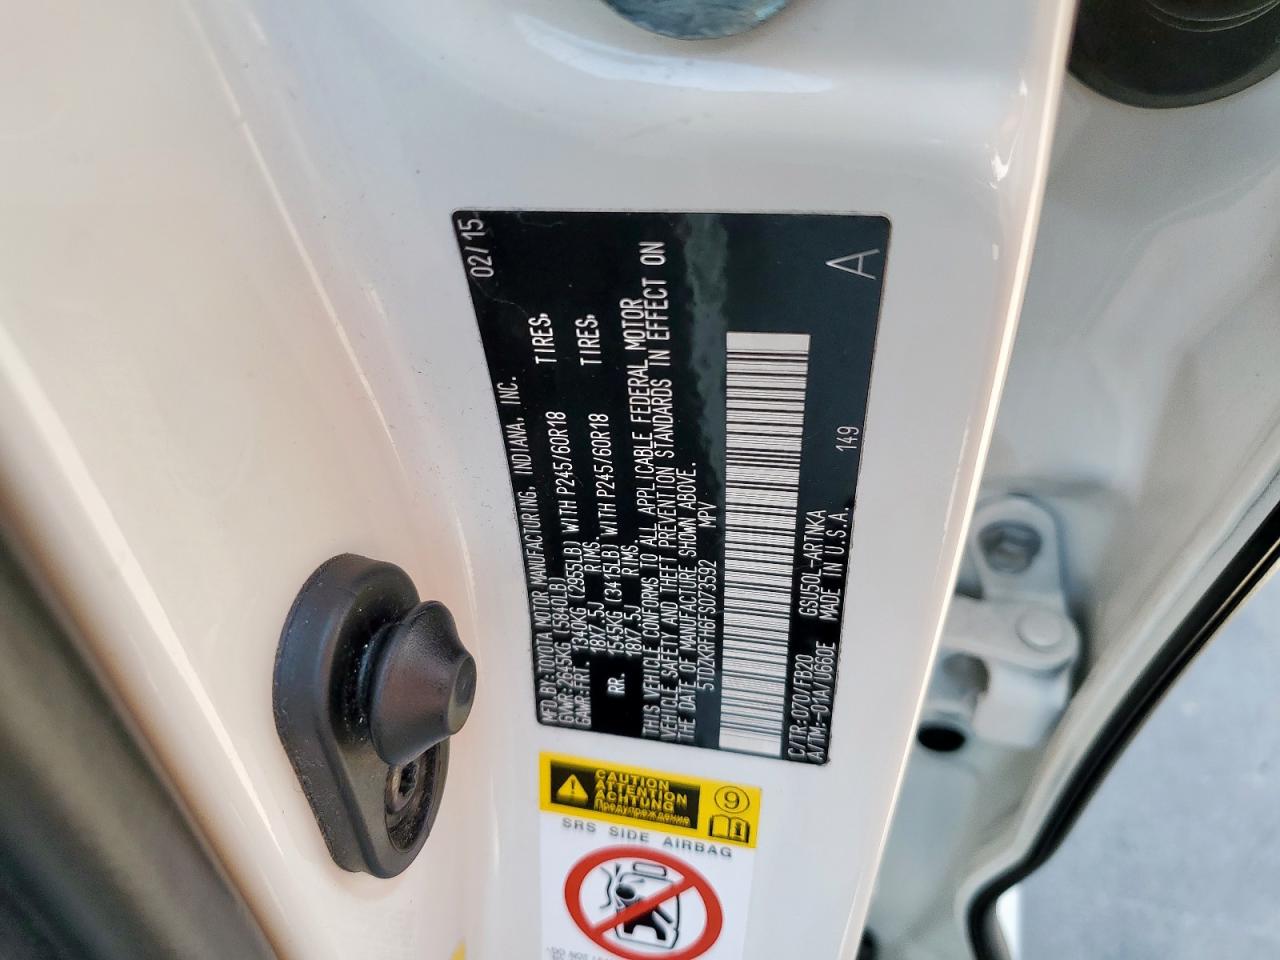 02/15
MFD.BY:TOYOTA MOTOR MANUFACTURING, INDIANA, INC.
GVWR:2645KG (5840LB)
GAWR:FRT. 1340KG (2955LB) WITH P245/60R18 TIRES,
18X7.5J RIMS.
RR. 1545KG (3415LB) WITH P245/60R18 TIRES,
18X7.5J RIMS.
THIS VEHICLE CONFORMS TO ALL APPLICABLE FEDERAL MOTOR
VEHICLE SAFETY AND THEFT PREVENTION STANDARDS IN EFFECT ON
THE DATE OF MANUFACTURE SHOWN ABOVE.
5TDZKRFH6FS073592 MPV
C/TR:070/FB20 GSU50L-ARTNKA
A/TM:-01A/U660E MADE IN U.S.A. 149
A
CAUTION
ATTENTION
ACHTUNG
Предупреждение
9
SRS SIDE AIRBAG